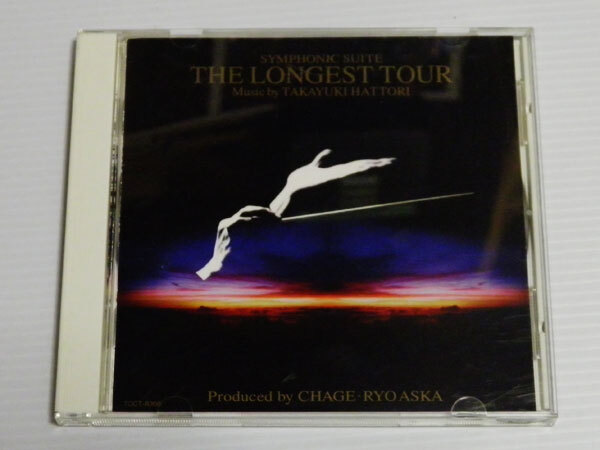 SYMPHONIC SUITE
THE LONGEST TOUR
Music by TAKAYUKI HATTORI
Produced by CHAGE · RYO ASKA